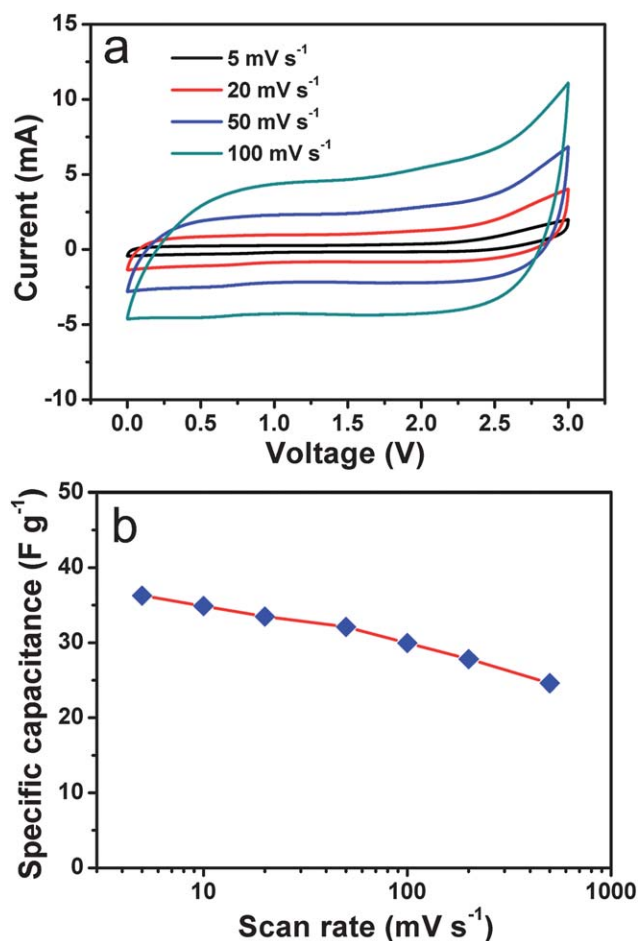 a
5 mV s⁻¹
20 mV s⁻¹
50 mV s⁻¹
100 mV s⁻¹
15
10
5
0
-5
-10
Current (mA)
0.0 0.5 1.0 1.5 2.0 2.5 3.0
Voltage (V)
b
50
40
30
20
10
0
Specific capacitance (F g⁻¹)
10 100 1000
Scan rate (mV s⁻¹)